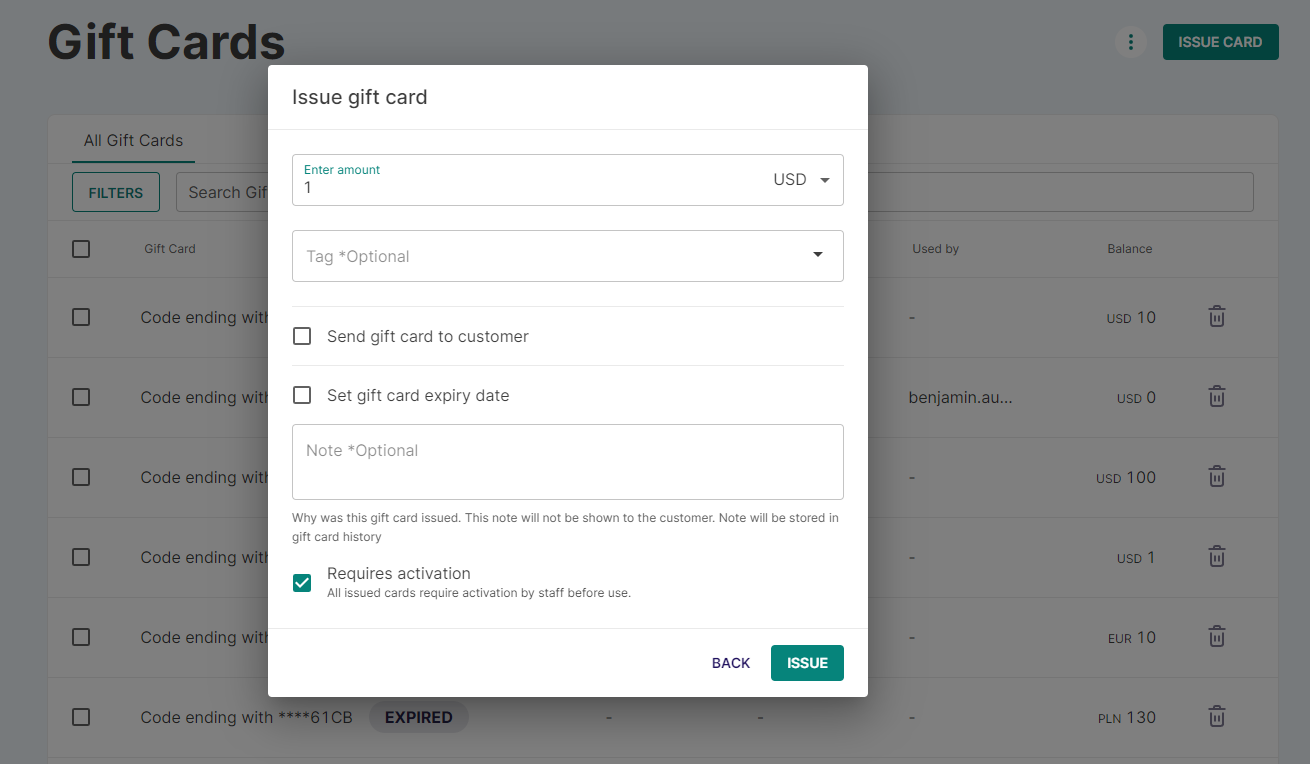 Gift Cards
ISSUE CARD
Issue gift card
All Gift Cards
Enter amount
1
USD
FILTERS
Search Gif
Tag *Optional
Gift Card
Used by
Balance
Code ending with
-
USD 10
Send gift card to customer
Set gift card expiry date
Code ending with
benjamin.au...
USD 0
Note *Optional
Code ending with
-
USD 100
Why was this gift card issued. This note will not be shown to the customer. Note will be stored in
gift card history
Code ending with
-
USD 1
Requires activation
All issued cards require activation by staff before use.
Code ending with
-
EUR 10
BACK
ISSUE
Code ending with ****61CB
EXPIRED
-
-
-
PLN 130